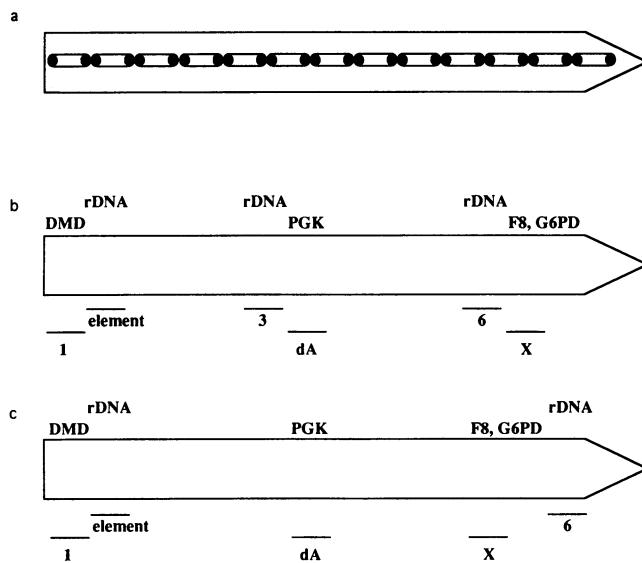 a
b
rDNA rDNA rDNA
DMD PGK F8, G6PD
element 3 6
1 dA X
c
rDNA rDNA
DMD PGK F8, G6PD
element 6
1 dA X